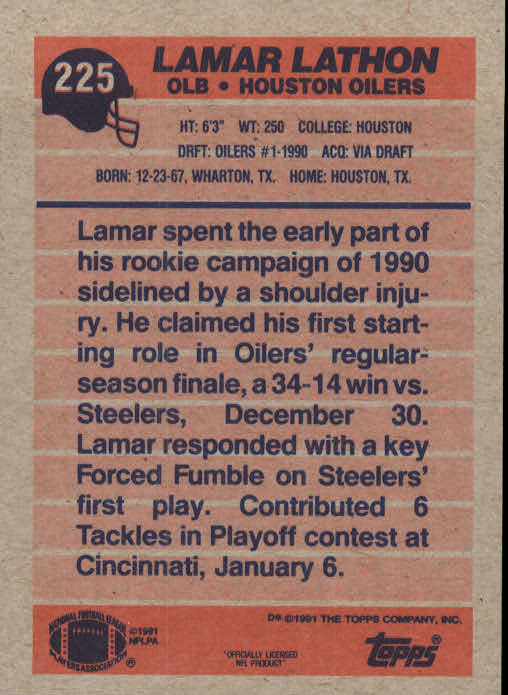 225
LAMAR LATHON
OLB • HOUSTON OILERS
HT: 6'3" WT: 250 COLLEGE: HOUSTON
DRFT: OILERS #1-1990 ACQ: VIA DRAFT
BORN: 12-23-67, WHARTON, TX. HOME: HOUSTON, TX.
Lamar spent the early part of
his rookie campaign of 1990
sidelined by a shoulder inju-
ry. He claimed his first start-
ing role in Oilers' regular-
season finale, a 34-14 win vs.
Steelers, December 30.
Lamar responded with a key
Forced Fumble on Steelers'
first play. Contributed 6
Tackles in Playoff contest at
Cincinnati, January 6.
NATIONAL FOOTBALL LEAGUE
PLAYERS ASSOCIATION
®
©1991
NFLPA
"OFFICIALLY LICENSED
NFL PRODUCT"
D* ©1991 THE TOPPS COMPANY, INC.
topps®